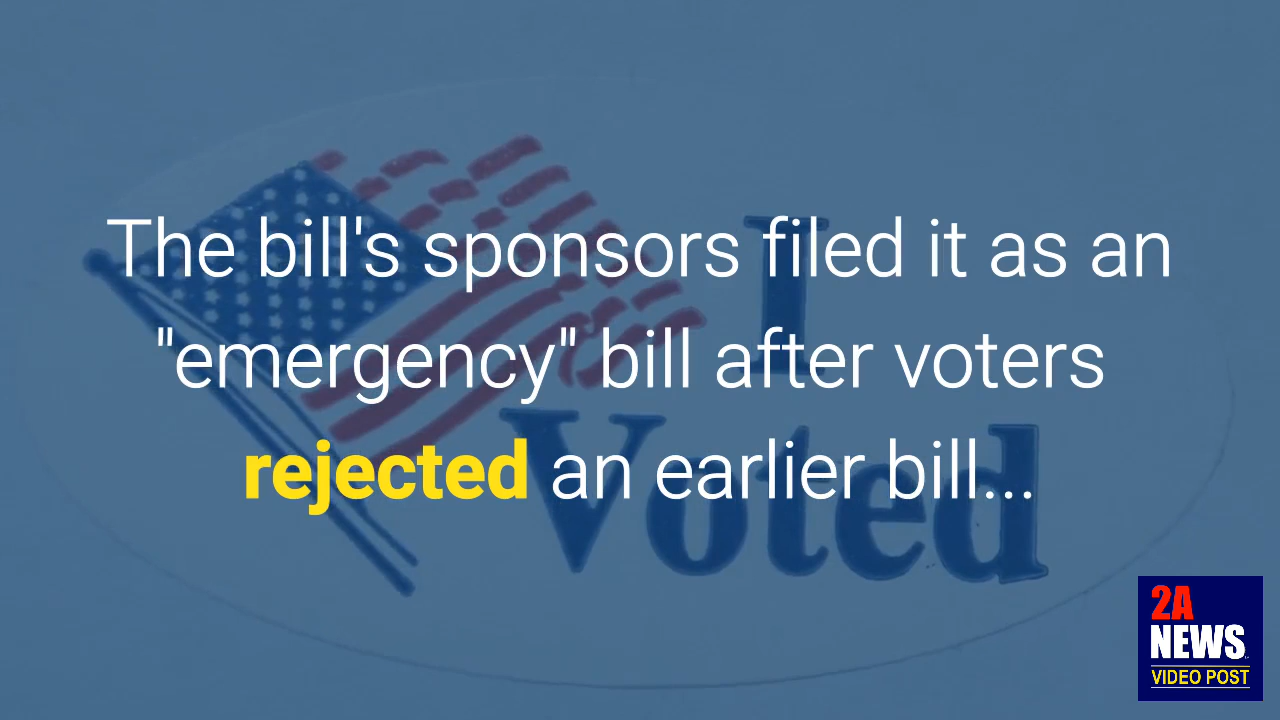 The bill's sponsors filed it as an
"emergency" bill after voters
rejected an earlier bill...
I
Voted
2A
NEWS
VIDEO POST